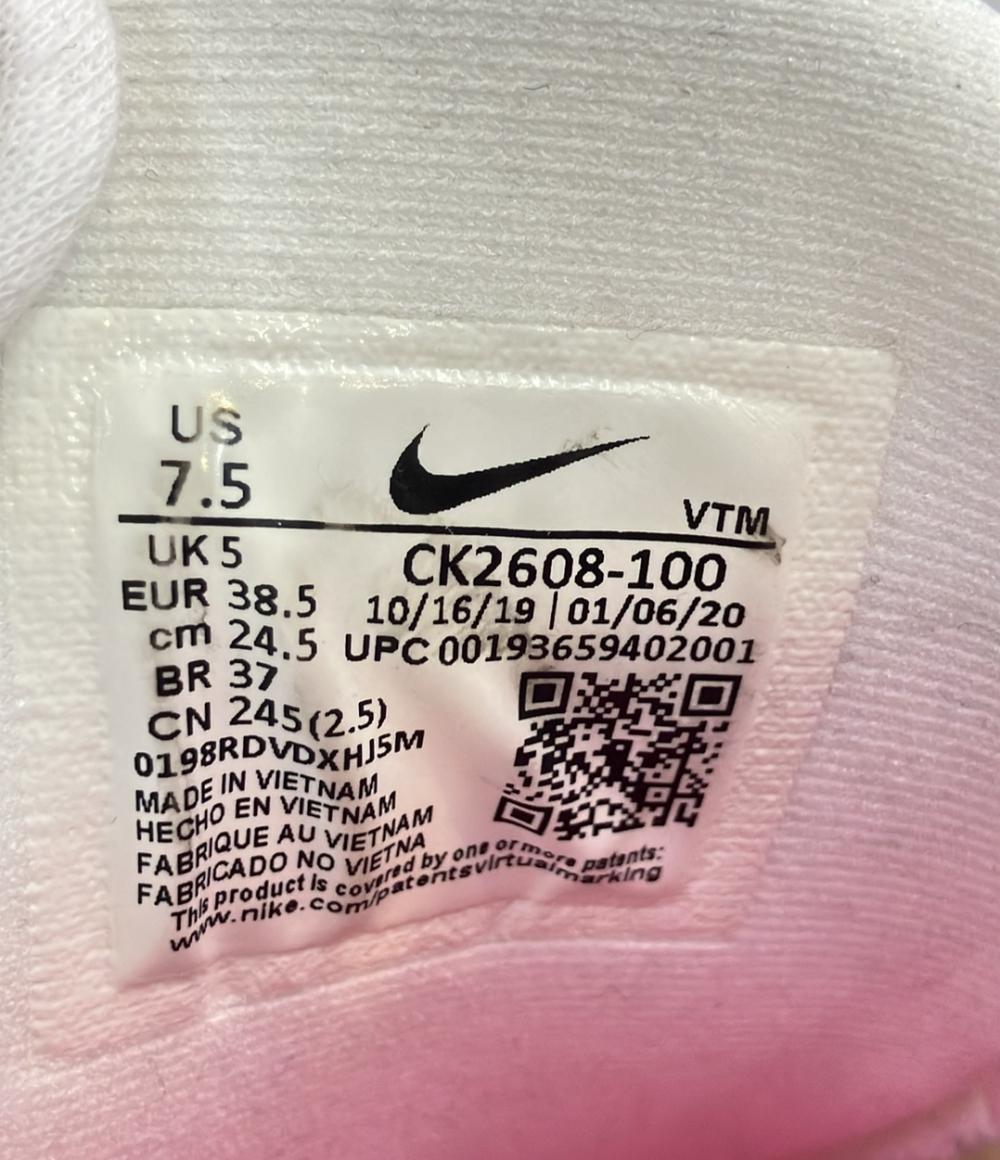 US
7.5
VTM
UK 5
EUR 38.5
cm 24.5
BR 37
CN 245 (2.5)
CK2608-100
10/16/19 | 01/06/20
UPC 00193659402001
0198RDVDXHJ5M
MADE IN VIETNAM
HECHO EN VIETNAM
FABRIQUE AU VIETNAM
FABRICADO NO VIETNA
This product is covered by one or more patents:
www.nike.com/patentsvirtualmarking